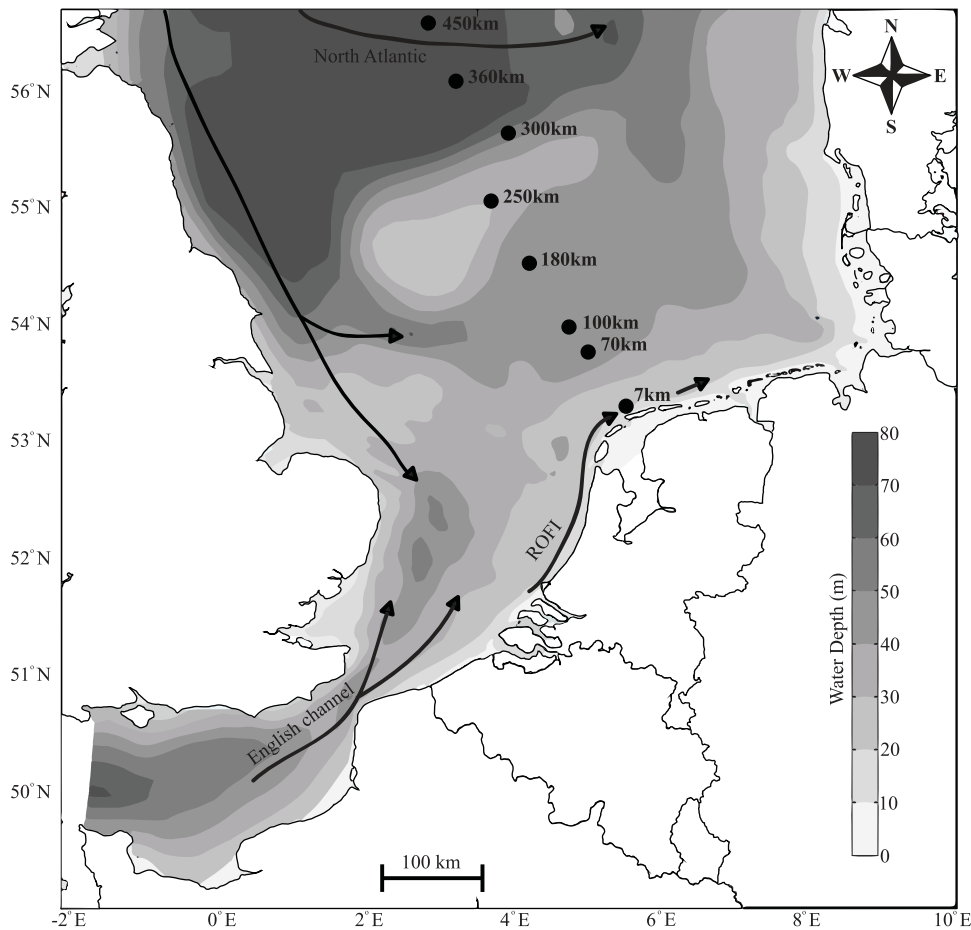 450km
North Atlantic
360km
300km
250km
180km
100km
70km
7km
ROFI
English channel
N
W
E
S
56°N
55°N
54°N
53°N
52°N
51°N
50°N
80
60
50
40
30
20
10
0
Water Depth (m)
100 km
-2°E
0°E
2°E
4°E
6°E
8°E
10°E